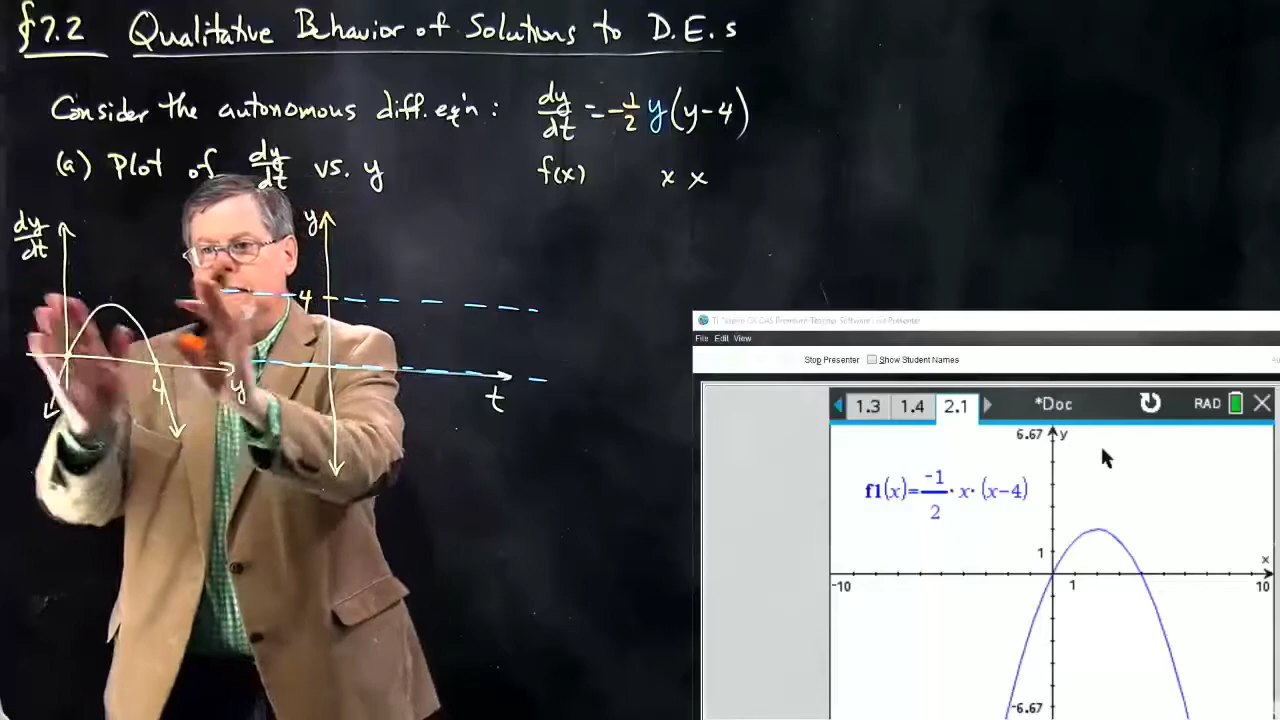 §7.2 Qualitative Behavior of Solutions to D.E.s
Consider the autonomous diff. eq'n : dy/dt = -1/2 y(y-4)
(a) Plot of dy/dt vs. y f(x) x x
dy/dt
y
4
4
y
t
File Edit View
Stop Presenter Show Student Names
1.3 1.4 2.1 *Doc RAD
6.67 y
f1(x)=-1/2·x·(x-4)
1
x
-10 1 10
-6.67